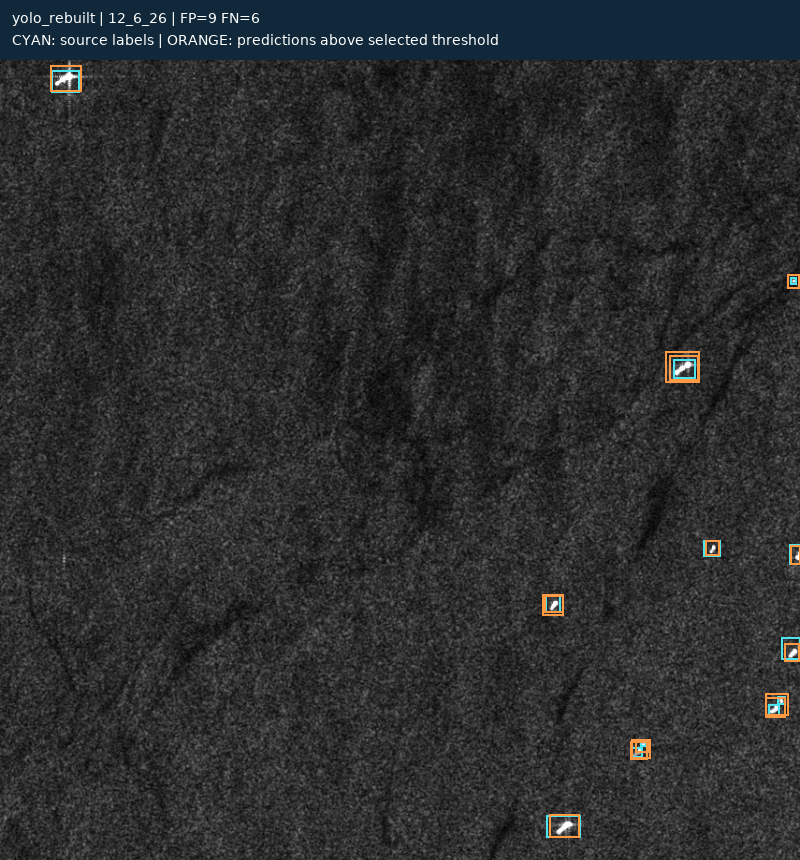 yolo_rebuilt | 12_6_26 | FP=9 FN=6
CYAN: source labels | ORANGE: predictions above selected threshold